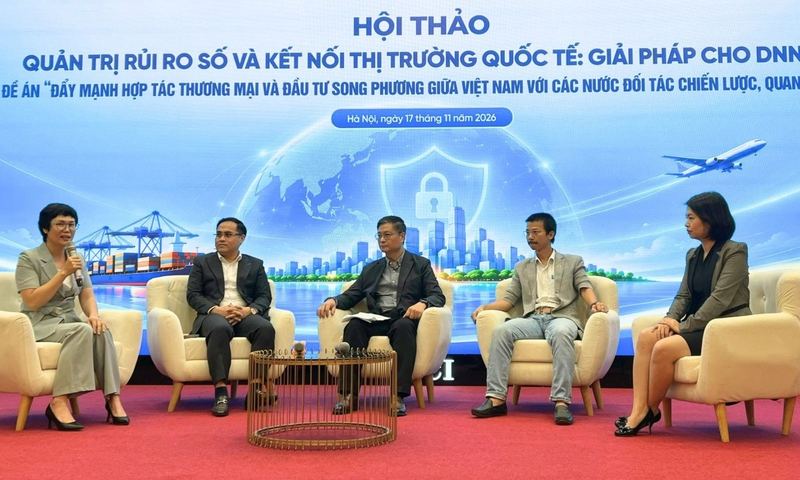 HỘI THẢO
QUẢN TRỊ RỦI RO SỐ VÀ KẾT NỐI THỊ TRƯỜNG QUỐC TẾ: GIẢI PHÁP CHO DNN
ĐỀ ÁN "ĐẨY MẠNH HỢP TÁC THƯƠNG MẠI VÀ ĐẦU TƯ SONG PHƯƠNG GIỮA VIỆT NAM VỚI CÁC NƯỚC ĐỐI TÁC CHIẾN LƯỢC, QUAN
Hà Nội, ngày 17 tháng 11 năm 2026
CI